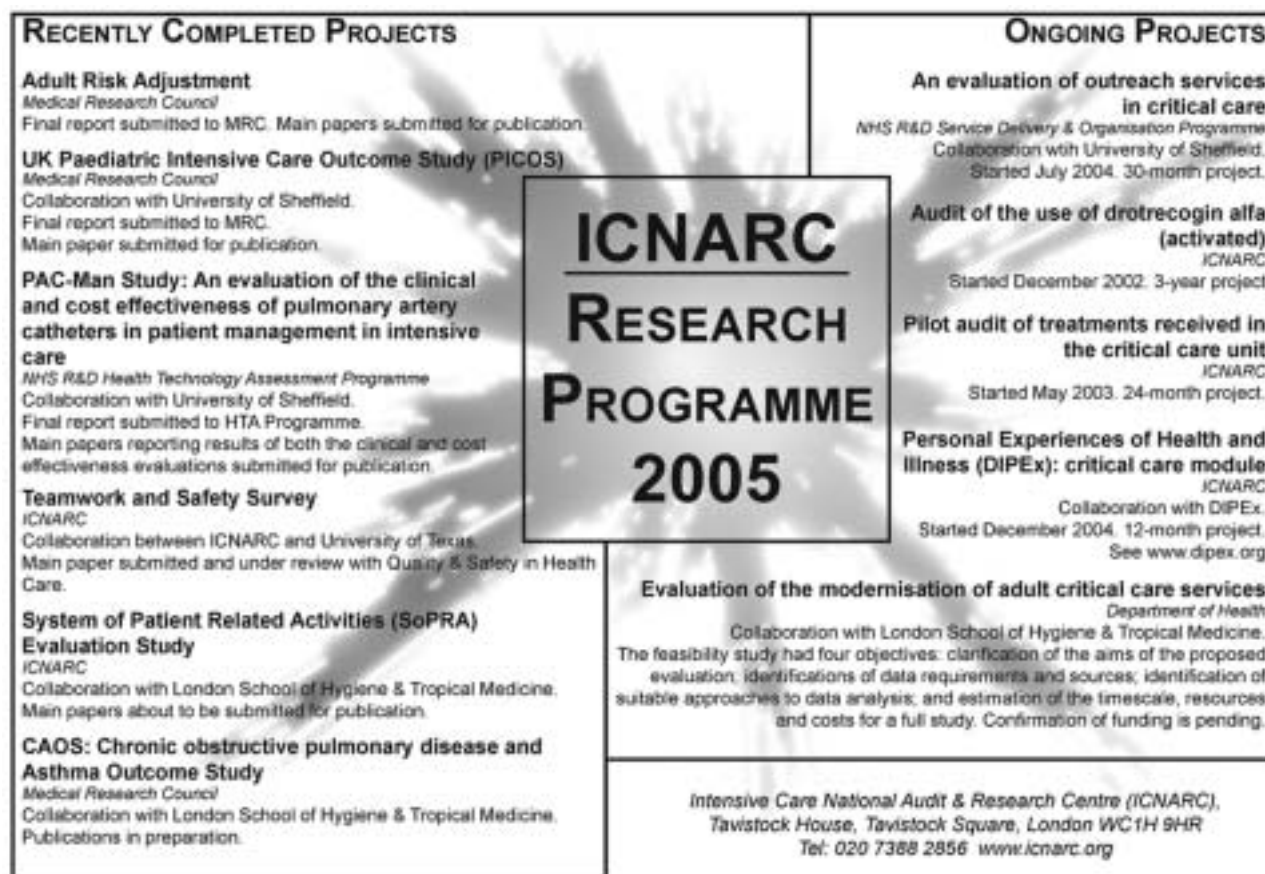 RECENTLY COMPLETED PROJECTS
Adult Risk Adjustment
Medical Research Council
Final report submitted to MRC. Main papers submitted for publication.
UK Paediatric Intensive Care Outcome Study (PICOS)
Medical Research Council
Collaboration with University of Sheffield.
Final report submitted to MRC.
Main paper submitted for publication.
PAC-Man Study: An evaluation of the clinical
and cost effectiveness of pulmonary artery
catheters in patient management in intensive
care
NHS R&D Health Technology Assessment Programme
Collaboration with University of Sheffield.
Final report submitted to HTA Programme.
Main papers reporting results of both the clinical and cost
effectiveness evaluations submitted for publication.
Teamwork and Safety Survey
ICNARC
Collaboration between ICNARC and University of Texas.
Main paper submitted and under review with Quality & Safety in Health
Care.
System of Patient Related Activities (SoPRA)
Evaluation Study
ICNARC
Collaboration with London School of Hygiene & Tropical Medicine.
Main papers about to be submitted for publication.
CAOS: Chronic obstructive pulmonary disease and
Asthma Outcome Study
Medical Research Council
Collaboration with London School of Hygiene & Tropical Medicine.
Publications in preparation.
ICNARC
RESEARCH
PROGRAMME
2005
ONGOING PROJECTS
An evaluation of outreach services
in critical care
NHS R&D Service Delivery & Organisation Programme
Collaboration wtih University of Sheffield.
Started July 2004. 30-month project.
Audit of the use of drotrecogin alfa
(activated)
ICNARC
Started December 2002. 3-year project
Pilot audit of treatments received in
the critical care unit
ICNARC
Started May 2003. 24-month project.
Personal Experiences of Health and
Illness (DIPEx): critical care module
ICNARC
Collaboration with DIPEx.
Started December 2004. 12-month project.
See www.dipex.org
Evaluation of the modernisation of adult critical care services
Department of Health
Collaboration with London School of Hygiene & Tropical Medicine.
The feasibility study had four objectives: clarification of the aims of the proposed
evaluation; identifications of data requirements and sources; identification of
suitable approaches to data analysis; and estimation of the timescale, resources
and costs for a full study. Confirmation of funding is pending.
Intensive Care National Audit & Research Centre (ICNARC),
Tavistock House, Tavistock Square, London WC1H 9HR
Tel: 020 7388 2856 www.icnarc.org